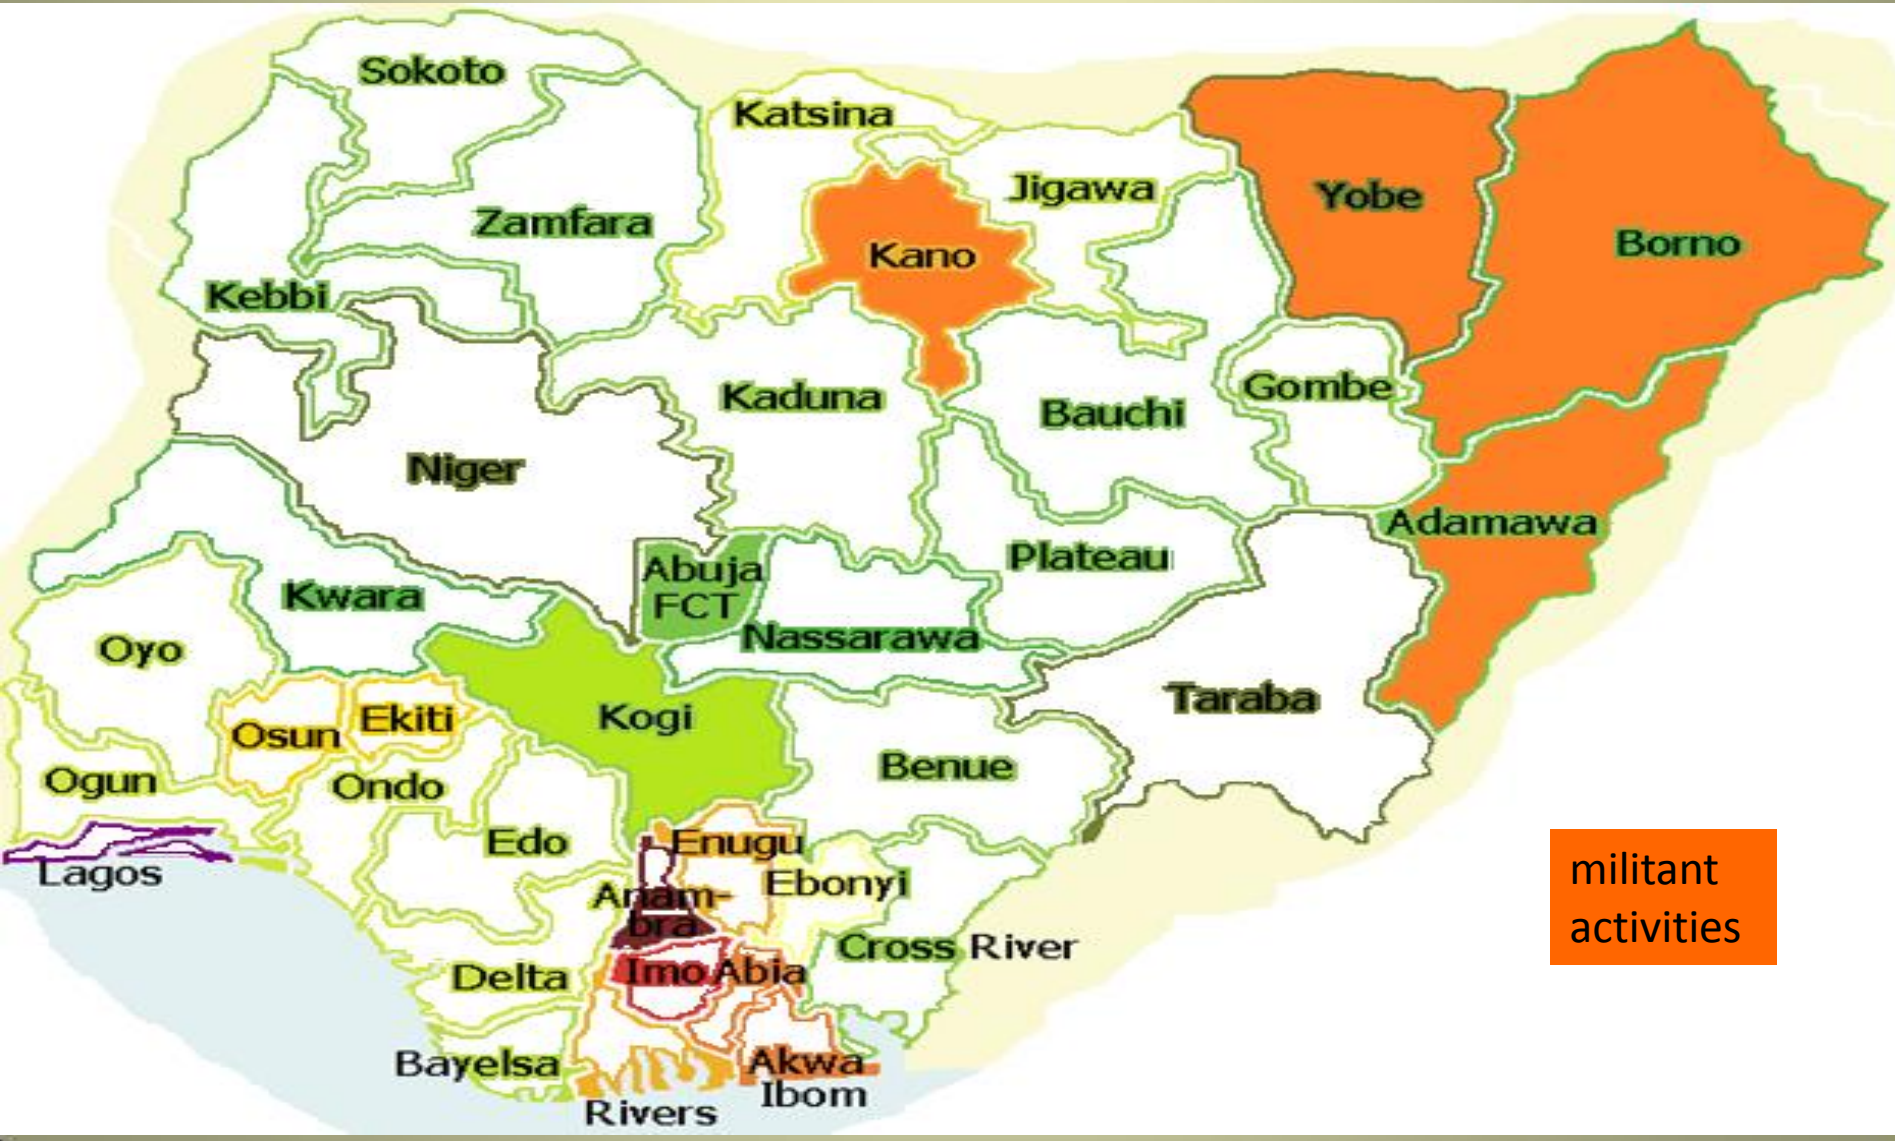 Sokoto
Katsina
Jigawa
Yobe
Borno
Zamfara
Kano
Kebbi
Kaduna
Bauchi
Gombe
Niger
Adamawa
Abuja
FCT
Plateau
Kwara
Nassarawa
Oyo
Taraba
Kogi
Ekiti
Osun
Benue
Ogun
Ondo
Edo
Enugu
Lagos
Ebonyi
Anam-
bra
Cross River
Delta
Imo
Abia
Bayelsa
Akwa
Ibom
Rivers
militant
activities